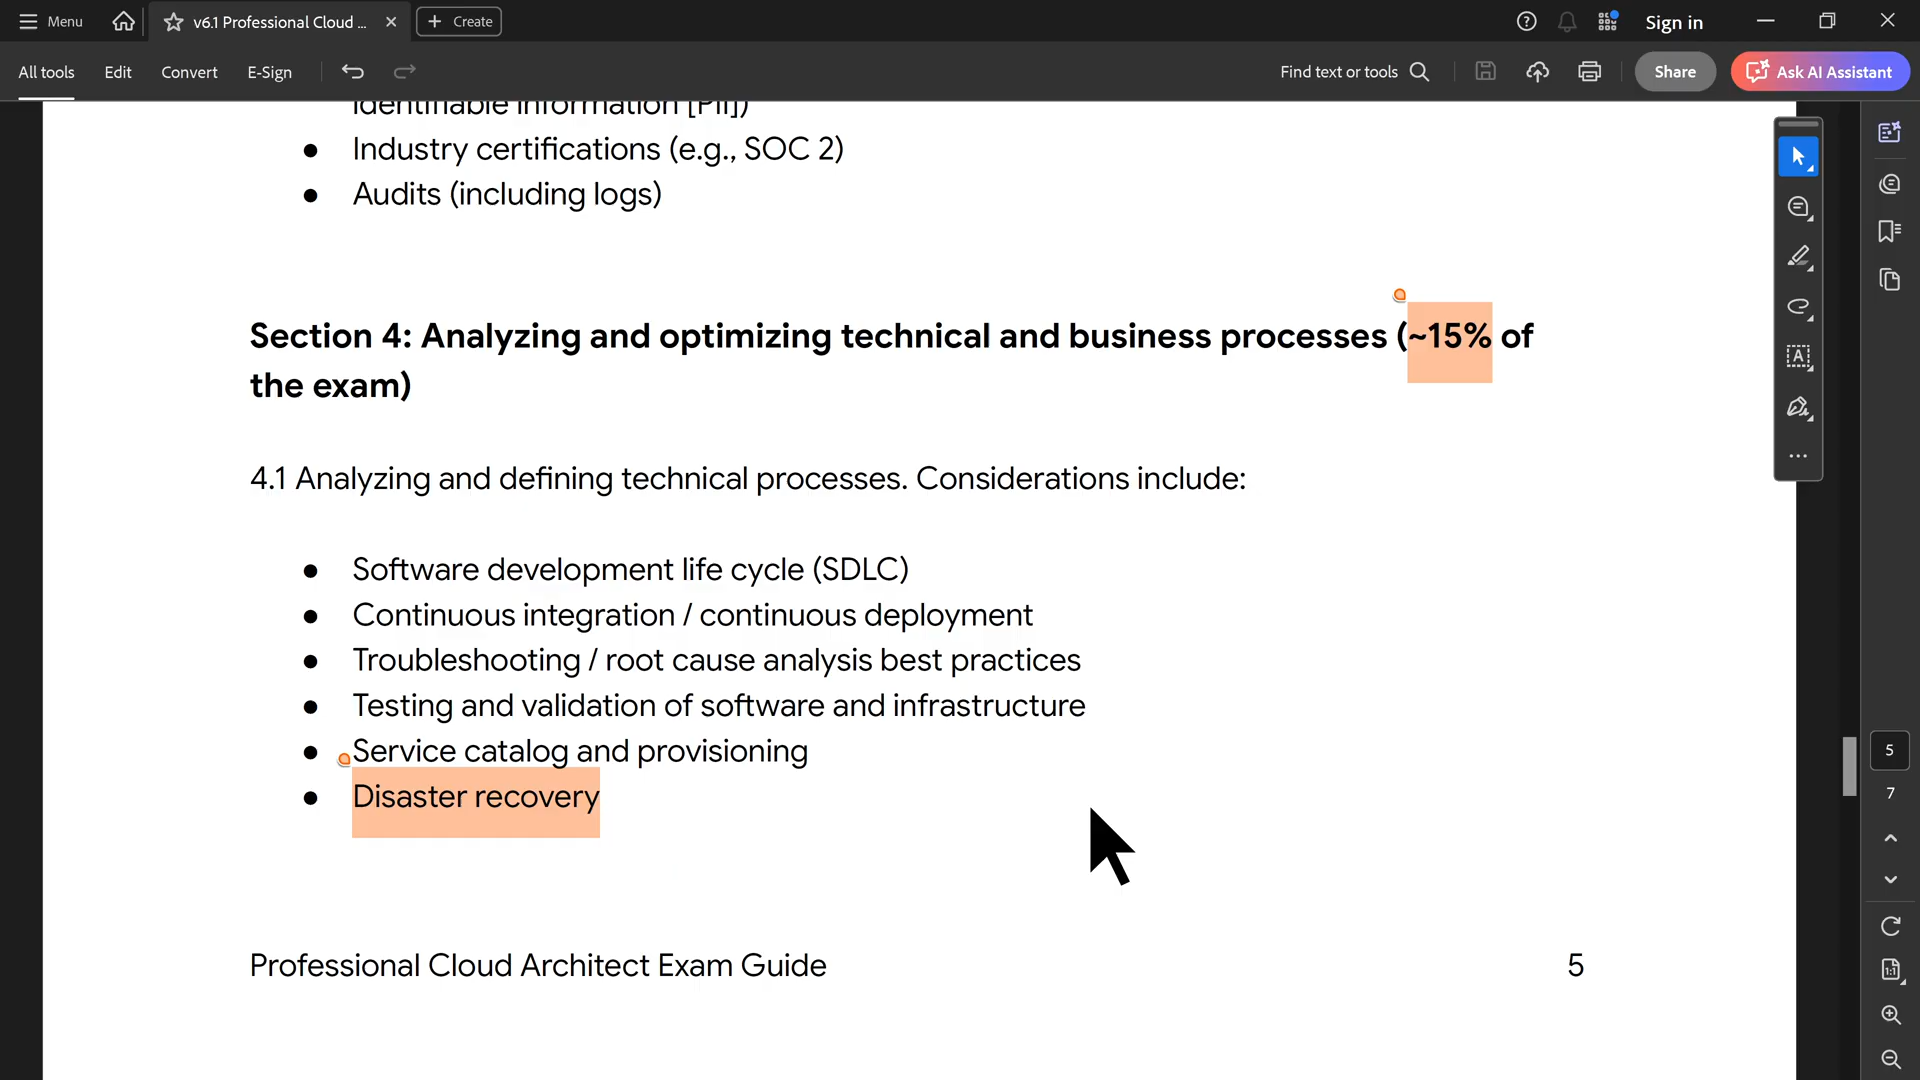 Menu
v6.1 Professional Cloud ...
Create
Sign in
All tools
Edit
Convert
E-Sign
Find text or tools
Share
Ask AI Assistant
identifiable information [PII])
● Industry certifications (e.g., SOC 2)
● Audits (including logs)
Section 4: Analyzing and optimizing technical and business processes (~15% of
the exam)
4.1 Analyzing and defining technical processes. Considerations include:
● Software development life cycle (SDLC)
● Continuous integration / continuous deployment
● Troubleshooting / root cause analysis best practices
● Testing and validation of software and infrastructure
● Service catalog and provisioning
● Disaster recovery
Professional Cloud Architect Exam Guide
5
5
7